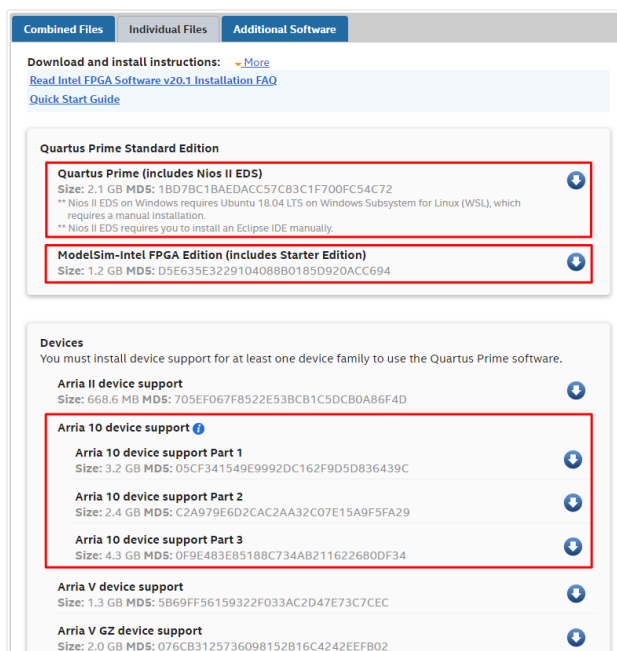 Combined Files
Individual Files
Additional Software
Download and install instructions: More
Read Intel FPGA Software v20.1 Installation FAQ
Quick Start Guide
Quartus Prime Standard Edition
Quartus Prime (includes Nios II EDS)
Size: 2.1 GB MD5: 1BD7BC1BAEDACC57C83C1F700FC54C72
** Nios II EDS on Windows requires Ubuntu 18.04 LTS on Windows Subsystem for Linux (WSL), which
requires a manual installation.
** Nios II EDS requires you to install an Eclipse IDE manually.
ModelSim-Intel FPGA Edition (includes Starter Edition)
Size: 1.2 GB MD5: D5E635E3229104088B0185D920ACC694
Devices
You must install device support for at least one device family to use the Quartus Prime software.
Arria II device support
Size: 668.6 MB MD5: 705EF067F8522E53BCB1C5DCB0A86F4D
Arria 10 device support i
Arria 10 device support Part 1
Size: 3.2 GB MD5: 05CF341549E9992DC162F9D5D836439C
Arria 10 device support Part 2
Size: 2.4 GB MD5: C2A979E6D2CAC2AA32C07E15A9F5FA29
Arria 10 device support Part 3
Size: 4.3 GB MD5: 0F9E483E85188C734AB211622680DF34
Arria V device support
Size: 1.3 GB MD5: 5B69FF56159322F033AC2D47E73C7CEC
Arria V GZ device support
Size: 2.0 GB MD5: 076CB3125736098152B16C4242EEFB02